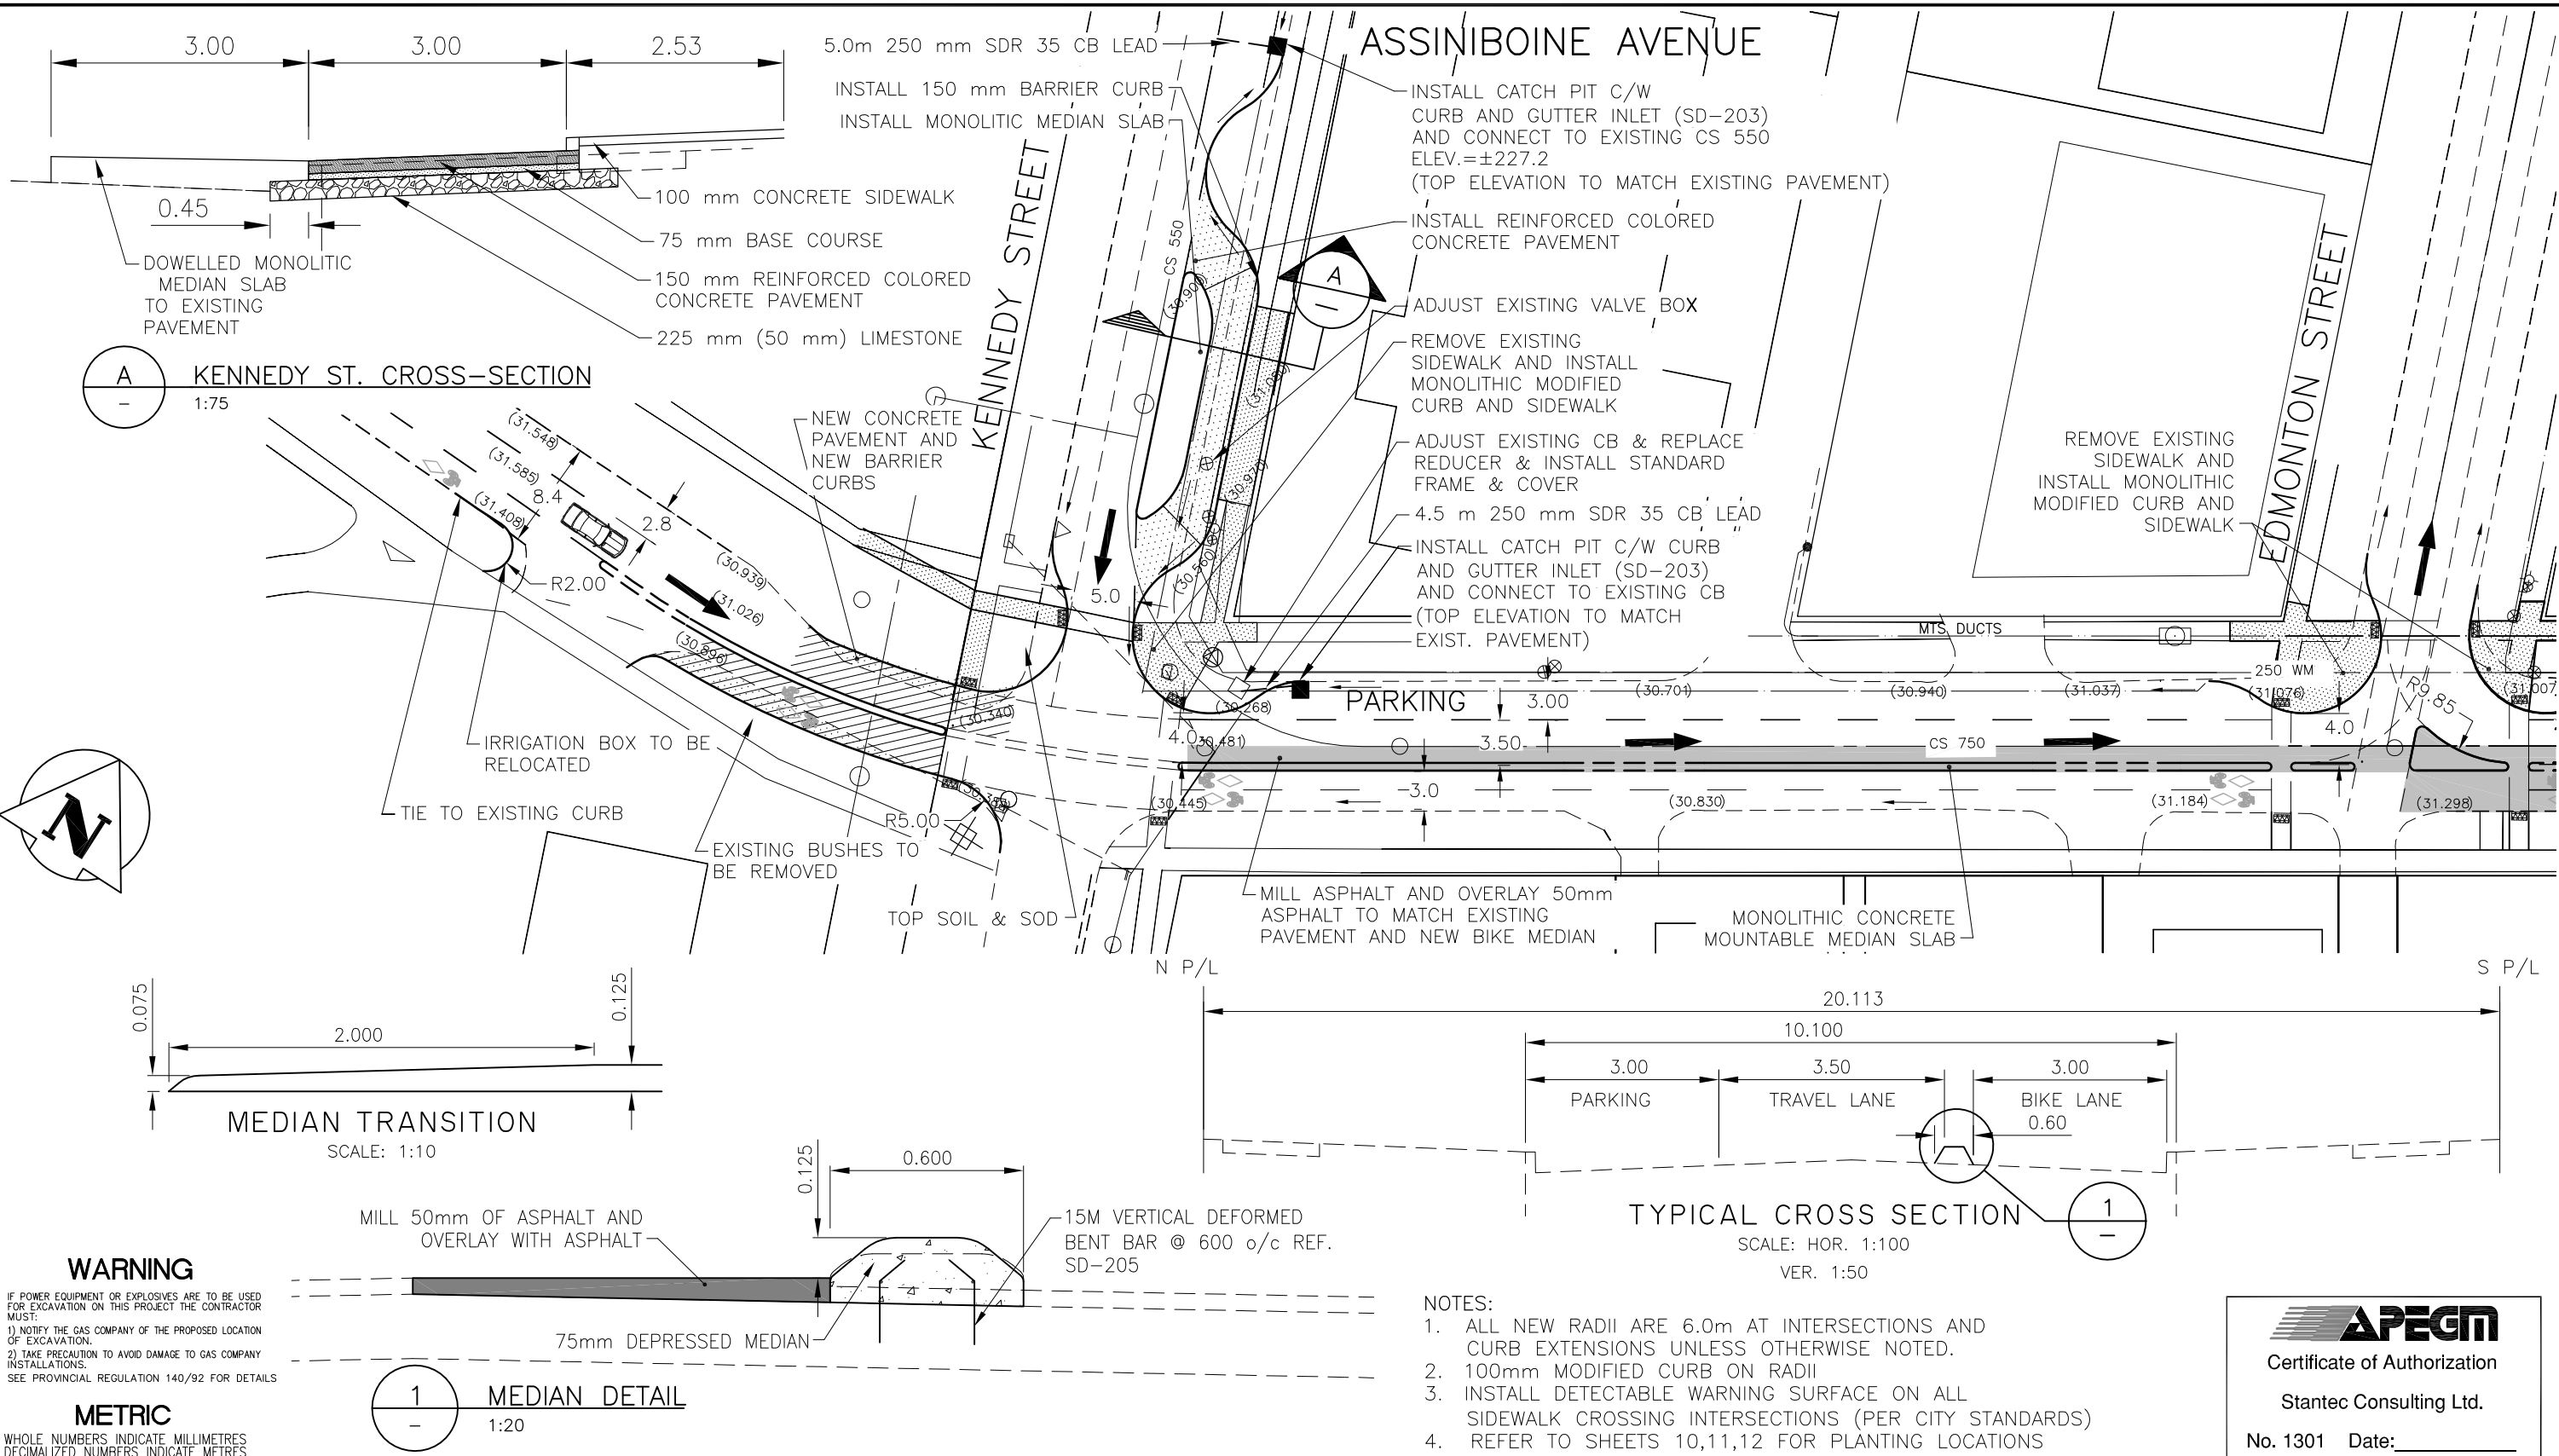 3.00
3.00
2.53
0.45
DOWELLED MONOLITIC
MEDIAN SLAB
TO EXISTING
PAVEMENT
100 mm CONCRETE SIDEWALK
75 mm BASE COURSE
150 mm REINFORCED COLORED
CONCRETE PAVEMENT
225 mm (50 mm) LIMESTONE
A
–
KENNEDY ST. CROSS–SECTION
1:75
5.0m 250 mm SDR 35 CB LEAD
INSTALL 150 mm BARRIER CURB
INSTALL MONOLITIC MEDIAN SLAB
ASSINIBOINE AVENUE
INSTALL CATCH PIT C/W
CURB AND GUTTER INLET (SD–203)
AND CONNECT TO EXISTING CS 550
ELEV.=±227.2
(TOP ELEVATION TO MATCH EXISTING PAVEMENT)
INSTALL REINFORCED COLORED
CONCRETE PAVEMENT
A
–
ADJUST EXISTING VALVE BOX
REMOVE EXISTING
SIDEWALK AND INSTALL
MONOLITHIC MODIFIED
CURB AND SIDEWALK
ADJUST EXISTING CB & REPLACE
REDUCER & INSTALL STANDARD
FRAME & COVER
4.5 m 250 mm SDR 35 CB LEAD
INSTALL CATCH PIT C/W CURB
AND GUTTER INLET (SD–203)
AND CONNECT TO EXISTING CB
(TOP ELEVATION TO MATCH
EXIST. PAVEMENT)
KENNEDY STREET
CS 550
(30.900)
(30.970)
(30.560)
EDMONTON STREET
REMOVE EXISTING
SIDEWALK AND
INSTALL MONOLITHIC
MODIFIED CURB AND
SIDEWALK
NEW CONCRETE
PAVEMENT AND
NEW BARRIER
CURBS
(31.548)
(31.585)
(31.408)
8.4
2.8
R2.00
(30.939)
(31.026)
(30.896)
5.0
(30.340)
MTS DUCTS
250 WM
PARKING
3.00
(30.701)
(30.940)
(31.037)
(31.076)
(31.007)
R9.85
(30.268)
4.0
(30.481)
3.50
CS 750
4.0
(30.445)
3.0
(30.830)
(31.184)
(31.298)
R5.00
IRRIGATION BOX TO BE
RELOCATED
TIE TO EXISTING CURB
EXISTING BUSHES TO
BE REMOVED
TOP SOIL & SOD
MILL ASPHALT AND OVERLAY 50mm
ASPHALT TO MATCH EXISTING
PAVEMENT AND NEW BIKE MEDIAN
MONOLITHIC CONCRETE
MOUNTABLE MEDIAN SLAB
N
0.075
2.000
0.125
MEDIAN TRANSITION
SCALE: 1:10
N P/L
S P/L
20.113
10.100
3.00
3.50
3.00
PARKING
TRAVEL LANE
BIKE LANE
0.60
1
–
TYPICAL CROSS SECTION
SCALE: HOR. 1:100
VER. 1:50
0.125
0.600
MILL 50mm OF ASPHALT AND
OVERLAY WITH ASPHALT
15M VERTICAL DEFORMED
BENT BAR @ 600 o/c REF.
SD–205
75mm DEPRESSED MEDIAN
1
–
MEDIAN DETAIL
1:20
WARNING
IF POWER EQUIPMENT OR EXPLOSIVES ARE TO BE USED
FOR EXCAVATION ON THIS PROJECT THE CONTRACTOR
MUST:
1) NOTIFY THE GAS COMPANY OF THE PROPOSED LOCATION
OF EXCAVATION.
2) TAKE PRECAUTION TO AVOID DAMAGE TO GAS COMPANY
INSTALLATIONS.
SEE PROVINCIAL REGULATION 140/92 FOR DETAILS
METRIC
WHOLE NUMBERS INDICATE MILLIMETRES
DECIMALIZED NUMBERS INDICATE METRES
NOTES:
1. ALL NEW RADII ARE 6.0m AT INTERSECTIONS AND
CURB EXTENSIONS UNLESS OTHERWISE NOTED.
2. 100mm MODIFIED CURB ON RADII
3. INSTALL DETECTABLE WARNING SURFACE ON ALL
SIDEWALK CROSSING INTERSECTIONS (PER CITY STANDARDS)
4. REFER TO SHEETS 10,11,12 FOR PLANTING LOCATIONS
APEGM
Certificate of Authorization
Stantec Consulting Ltd.
No. 1301 Date: